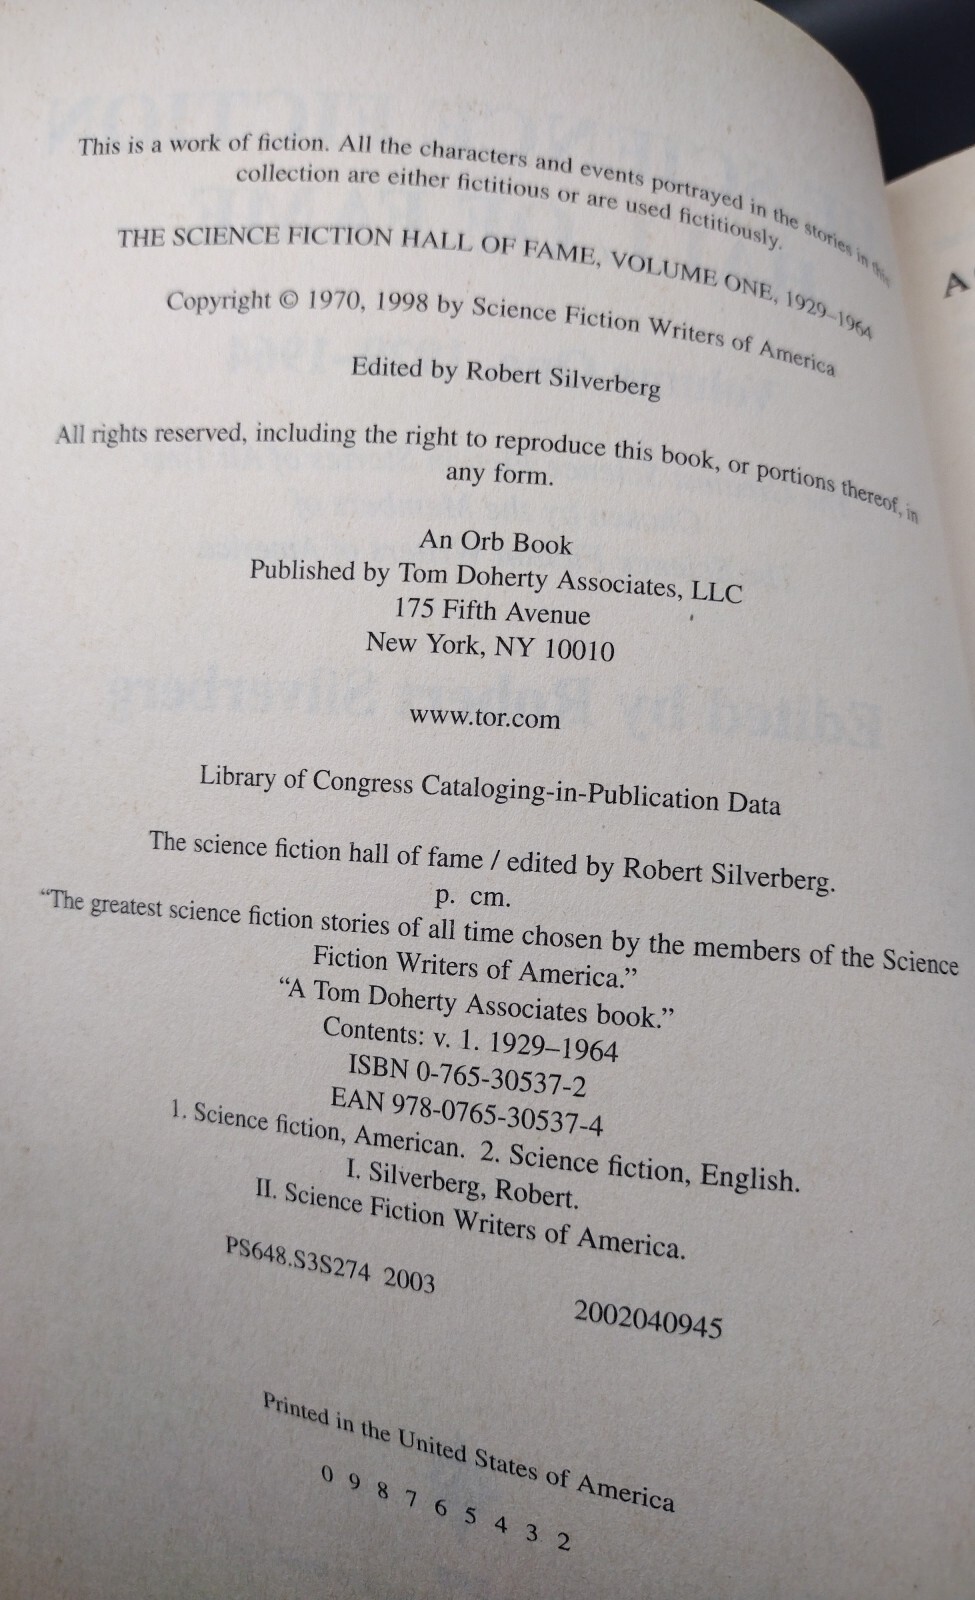 This is a work of fiction. All the characters and events portrayed in the stories in this
collection are either fictitious or are used fictitiously.
THE SCIENCE FICTION HALL OF FAME, VOLUME ONE, 1929–1964
Copyright © 1970, 1998 by Science Fiction Writers of America
Edited by Robert Silverberg
All rights reserved, including the right to reproduce this book, or portions thereof, in
any form.
An Orb Book
Published by Tom Doherty Associates, LLC
175 Fifth Avenue
New York, NY 10010
www.tor.com
Library of Congress Cataloging-in-Publication Data
The science fiction hall of fame / edited by Robert Silverberg.
p. cm.
“The greatest science fiction stories of all time chosen by the members of the Science
Fiction Writers of America.”
“A Tom Doherty Associates book.”
Contents: v. 1. 1929–1964
ISBN 0-765-30537-2
EAN 978-0765-30537-4
1. Science fiction, American. 2. Science fiction, English.
I. Silverberg, Robert.
II. Science Fiction Writers of America.
PS648.S3S274 2003
2002040945
Printed in the United States of America
0 9 8 7 6 5 4 3 2
A